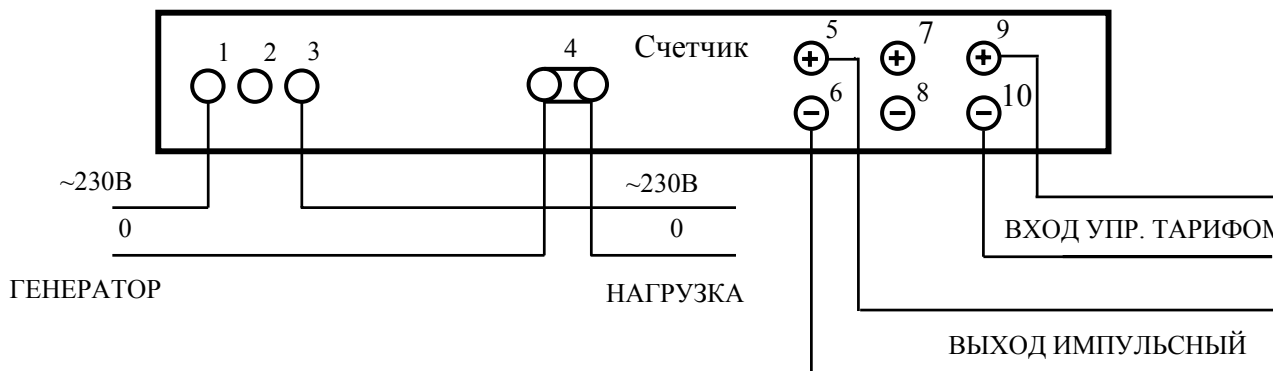 1 2 3 4 Счетчик 5 7 9
6 8 10
~230В ~230В
0 0
ВХОД УПР. ТАРИФОМ
ГЕНЕРАТОР НАГРУЗКА
ВЫХОД ИМПУЛЬСНЫЙ